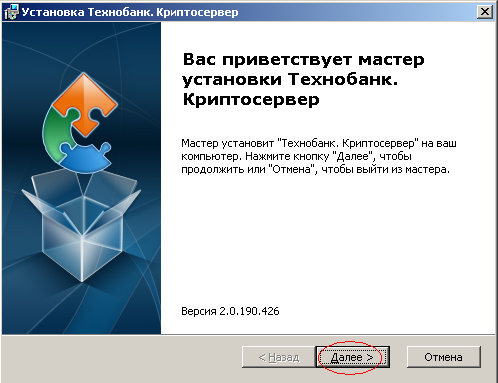 Установка Технобанк. Криптосервер
Вас приветствует мастер
установки Технобанк.
Криптосервер
Мастер установит "Технобанк. Криптосервер" на ваш
компьютер. Нажмите кнопку "Далее", чтобы
продолжить или "Отмена", чтобы выйти из мастера.
Версия 2.0.190.426
< Назад
Далее >
Отмена